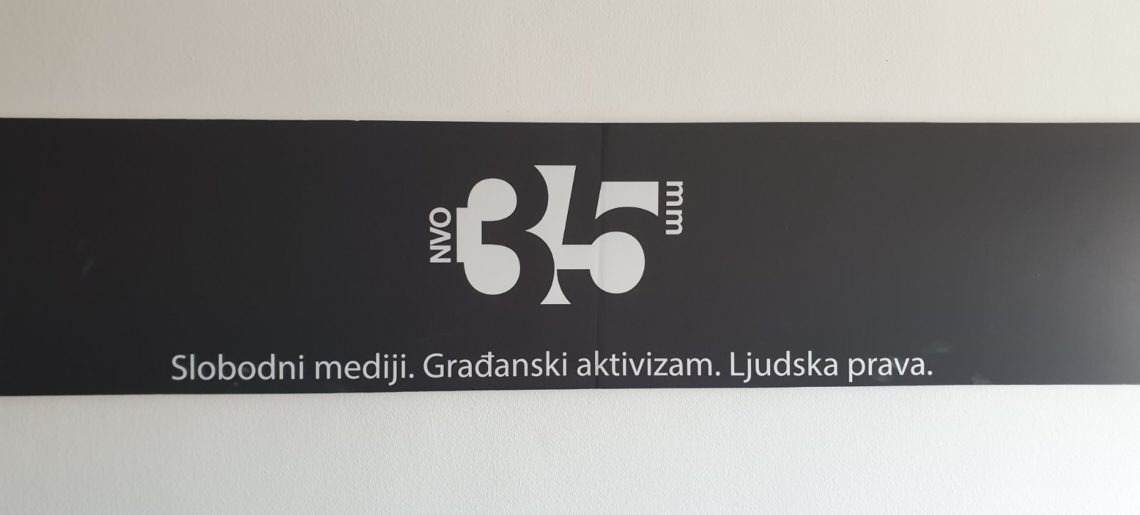 NVO 35 mm
Slobodni mediji. Građanski aktivizam. Ljudska prava.